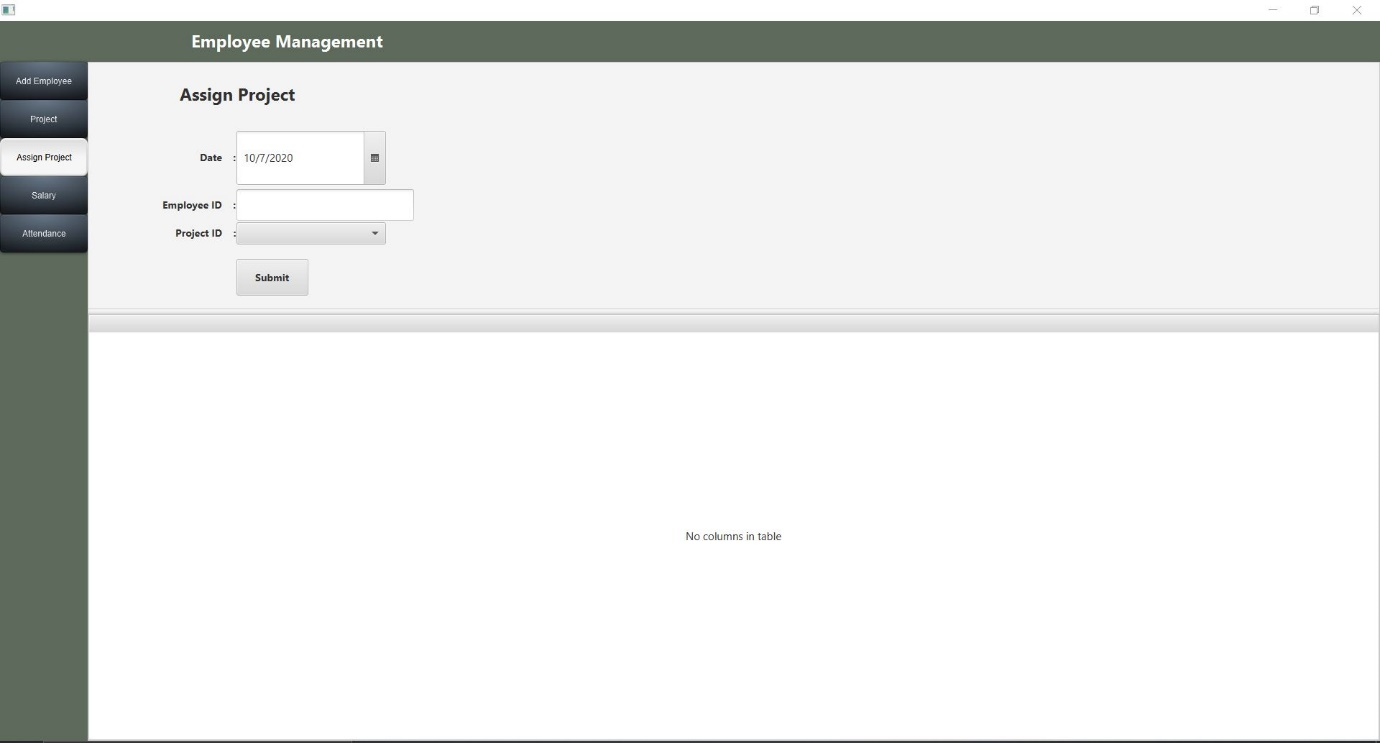 Employee Management
Add Employee
Project
Assign Project
Salary
Attendance
Assign Project
Date : 10/7/2020
Employee ID :
Project ID :
Submit
No columns in table